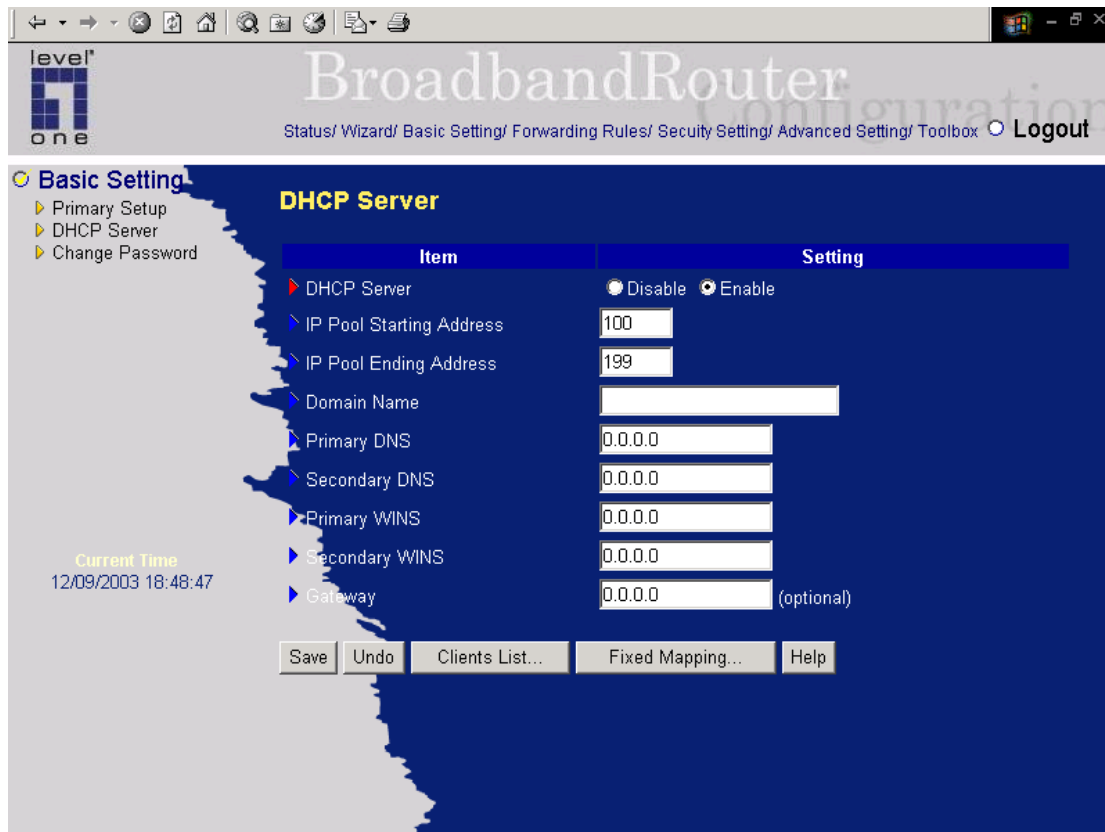 level
one
BroadbandRouter
Configuration
Status/ Wizard/ Basic Setting/ Forwarding Rules/ Secuity Setting/ Advanced Setting/ Toolbox Logout
Basic Setting
Primary Setup
DHCP Server
Change Password
Current Time
12/09/2003 18:48:47
DHCP Server
Item Setting
DHCP Server Disable Enable
IP Pool Starting Address 100
IP Pool Ending Address 199
Domain Name
Primary DNS 0.0.0.0
Secondary DNS 0.0.0.0
Primary WINS 0.0.0.0
Secondary WINS 0.0.0.0
Gateway 0.0.0.0 (optional)
Save Undo Clients List... Fixed Mapping... Help